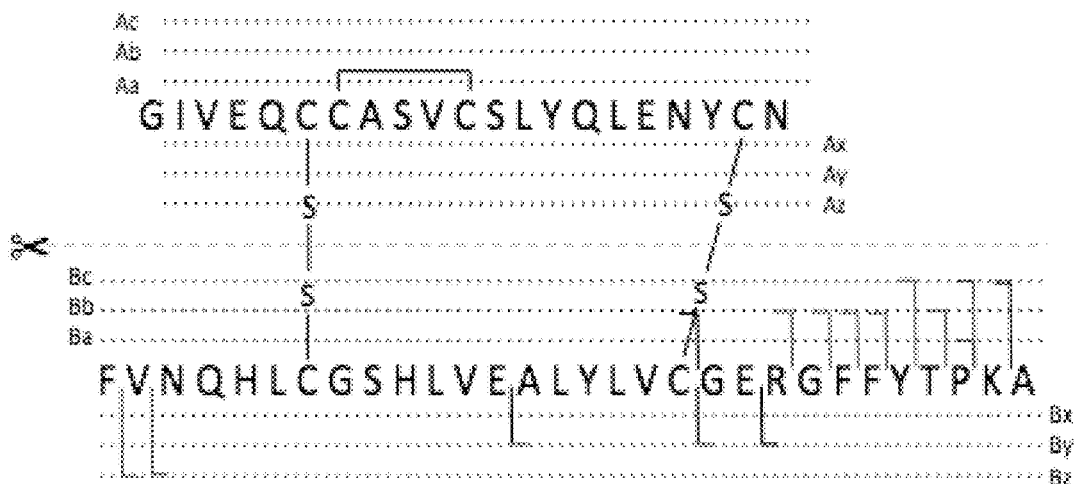 Ac
Ab
Aa
GIVEQCCASVCSLYQLENYCN
Ax
Ay
S S Az
Bc
S S
Bb
Ba
FVNQHLCGSHLVEALYLVCGERGFFYTPKA
Bx
By
Bz